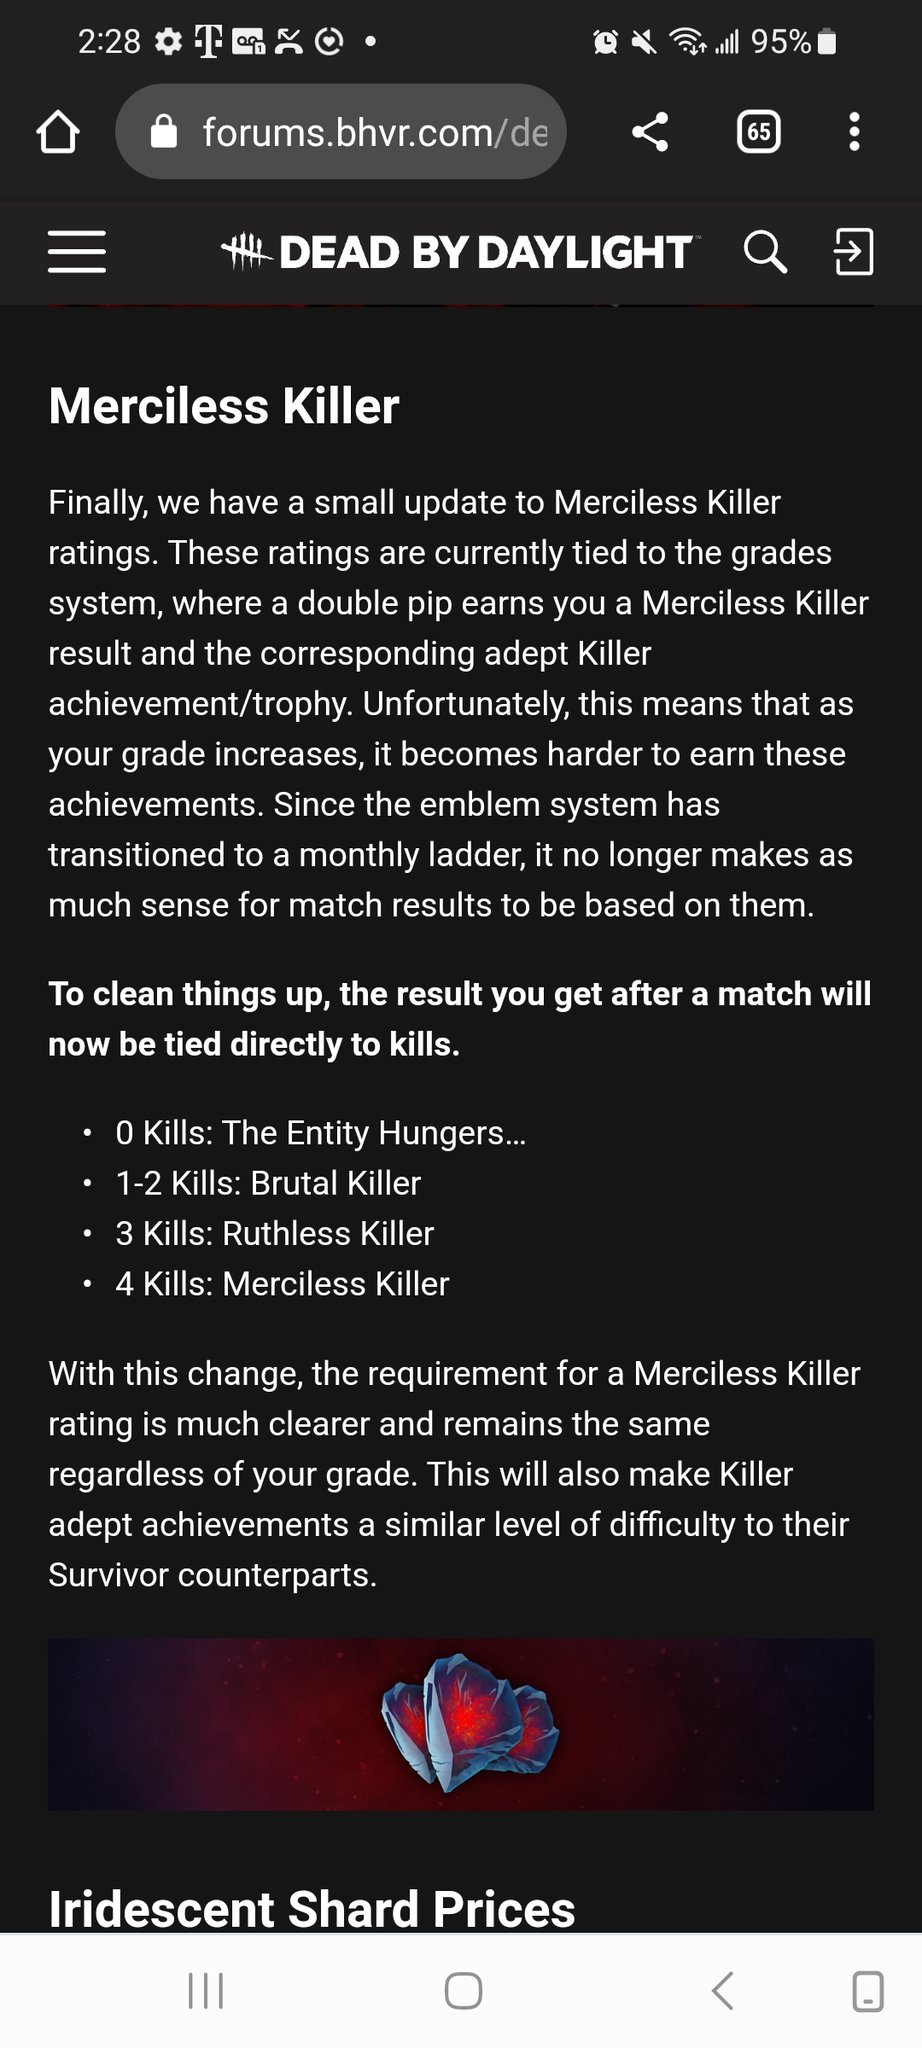 2:28
95%
forums.bhvr.com/de
65
DEAD BY DAYLIGHT
Merciless Killer
Finally, we have a small update to Merciless Killer
ratings. These ratings are currently tied to the grades
system, where a double pip earns you a Merciless Killer
result and the corresponding adept Killer
achievement/trophy. Unfortunately, this means that as
your grade increases, it becomes harder to earn these
achievements. Since the emblem system has
transitioned to a monthly ladder, it no longer makes as
much sense for match results to be based on them.
To clean things up, the result you get after a match will
now be tied directly to kills.
• 0 Kills: The Entity Hungers…
• 1-2 Kills: Brutal Killer
• 3 Kills: Ruthless Killer
• 4 Kills: Merciless Killer
With this change, the requirement for a Merciless Killer
rating is much clearer and remains the same
regardless of your grade. This will also make Killer
adept achievements a similar level of difficulty to their
Survivor counterparts.
Iridescent Shard Prices